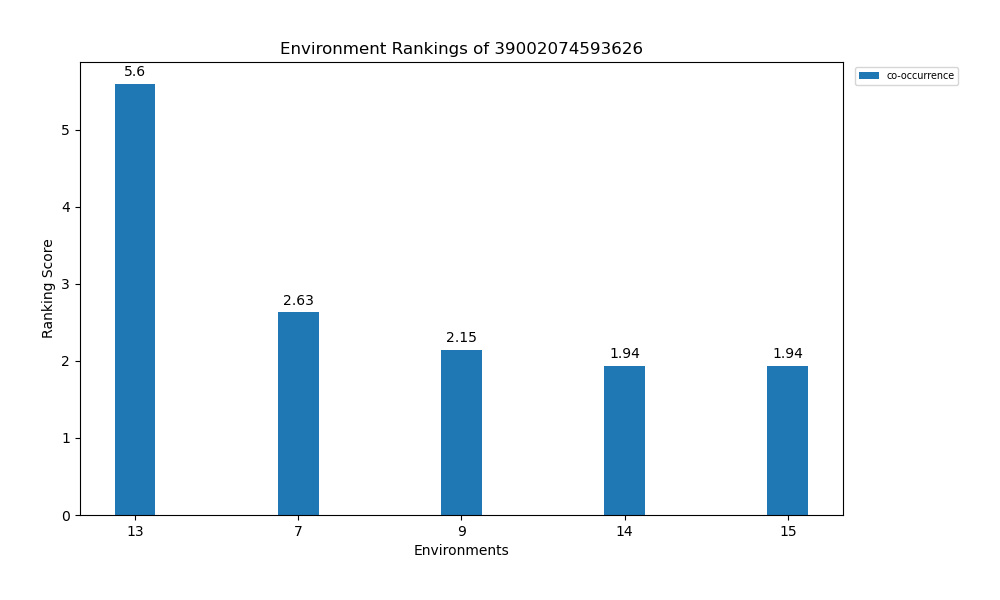 Environment Rankings of 39002074593626
co-occurrence
5.6
2.63
2.15
1.94
1.94
5
4
3
2
1
0
Ranking Score
13 7 9 14 15
Environments